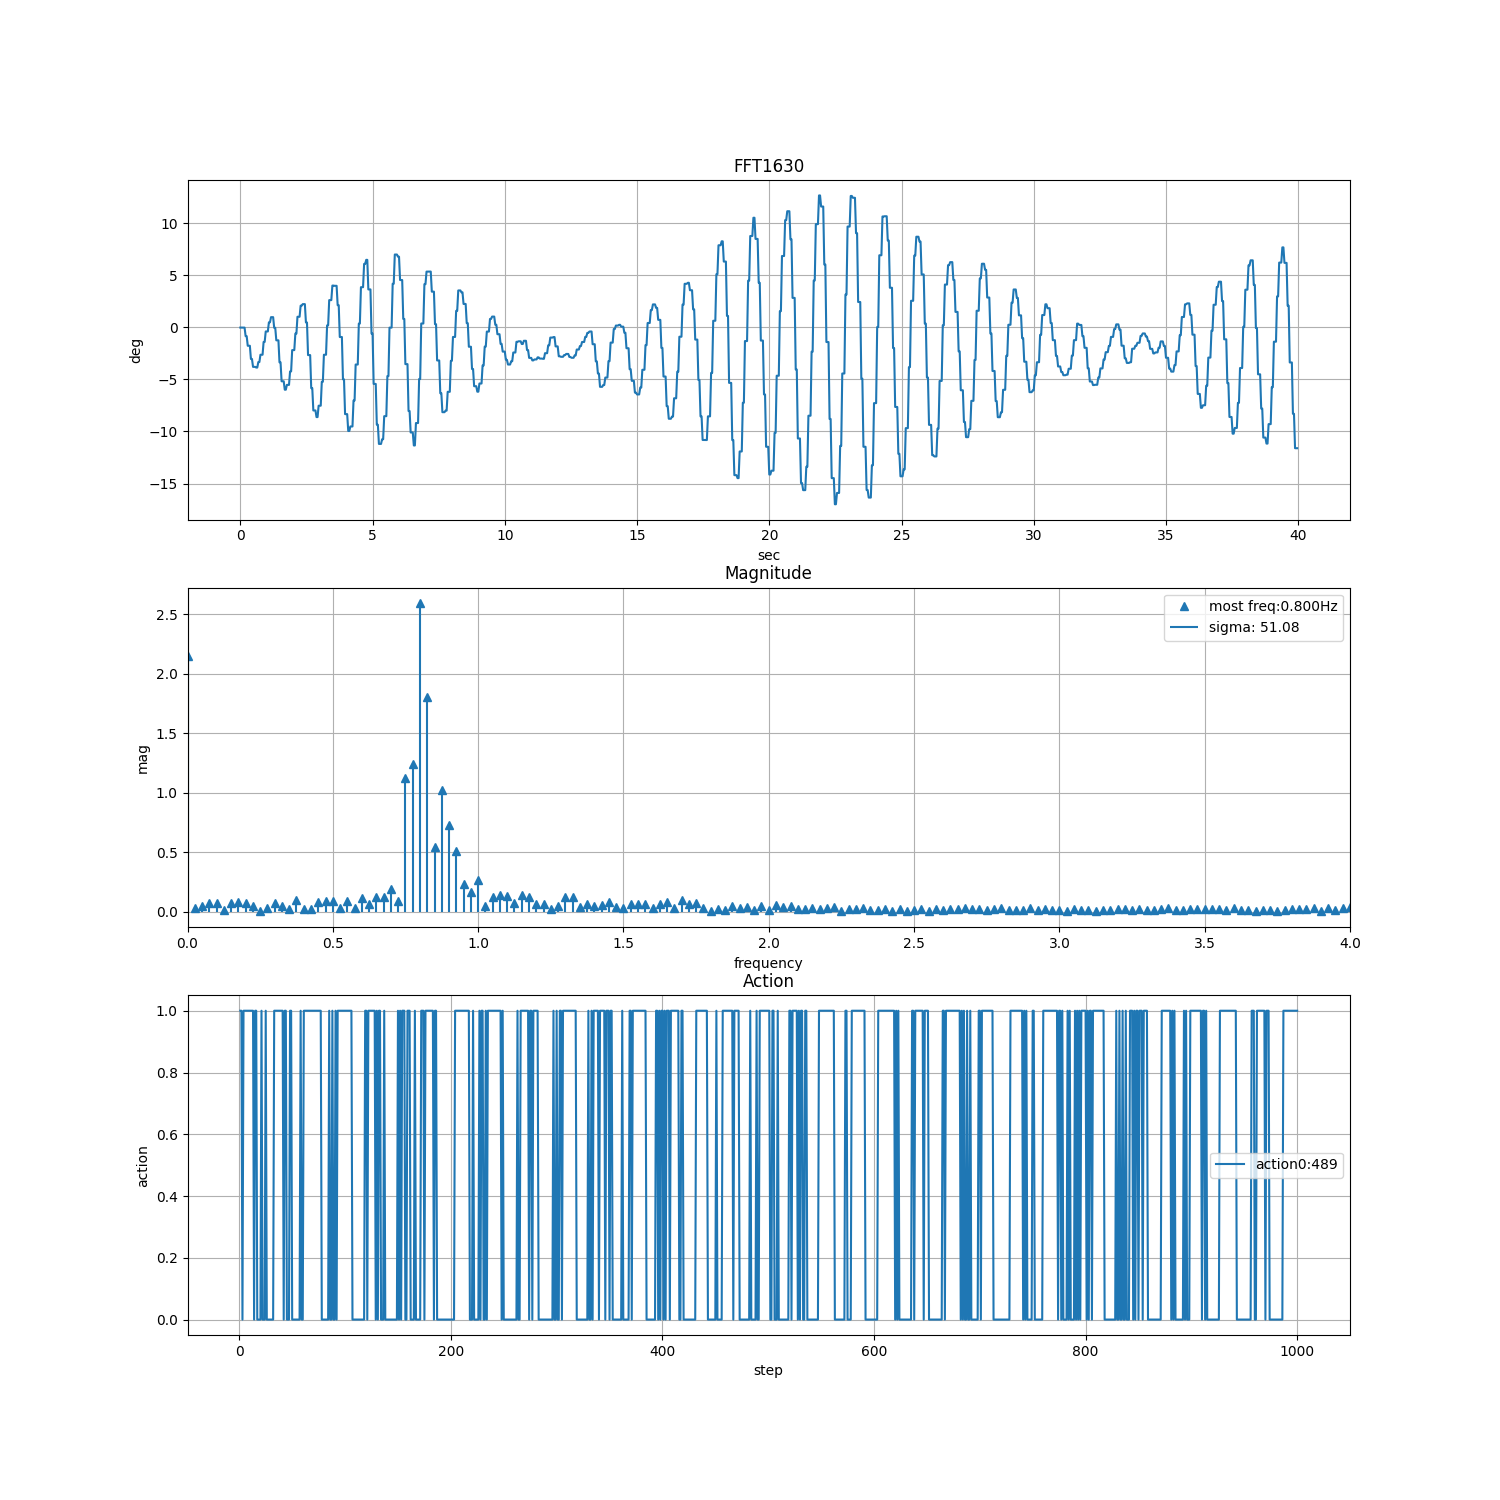 FFT1630
10
5
0
−5
−10
−15
deg
0 5 10 15 20 25 30 35 40
sec
Magnitude
most freq:0.800Hz
sigma: 51.08
2.5
2.0
1.5
1.0
0.5
0.0
mag
0.0 0.5 1.0 1.5 2.0 2.5 3.0 3.5 4.0
frequency
Action
1.0
0.8
0.6
0.4
0.2
0.0
action
action0:489
0 200 400 600 800 1000
step